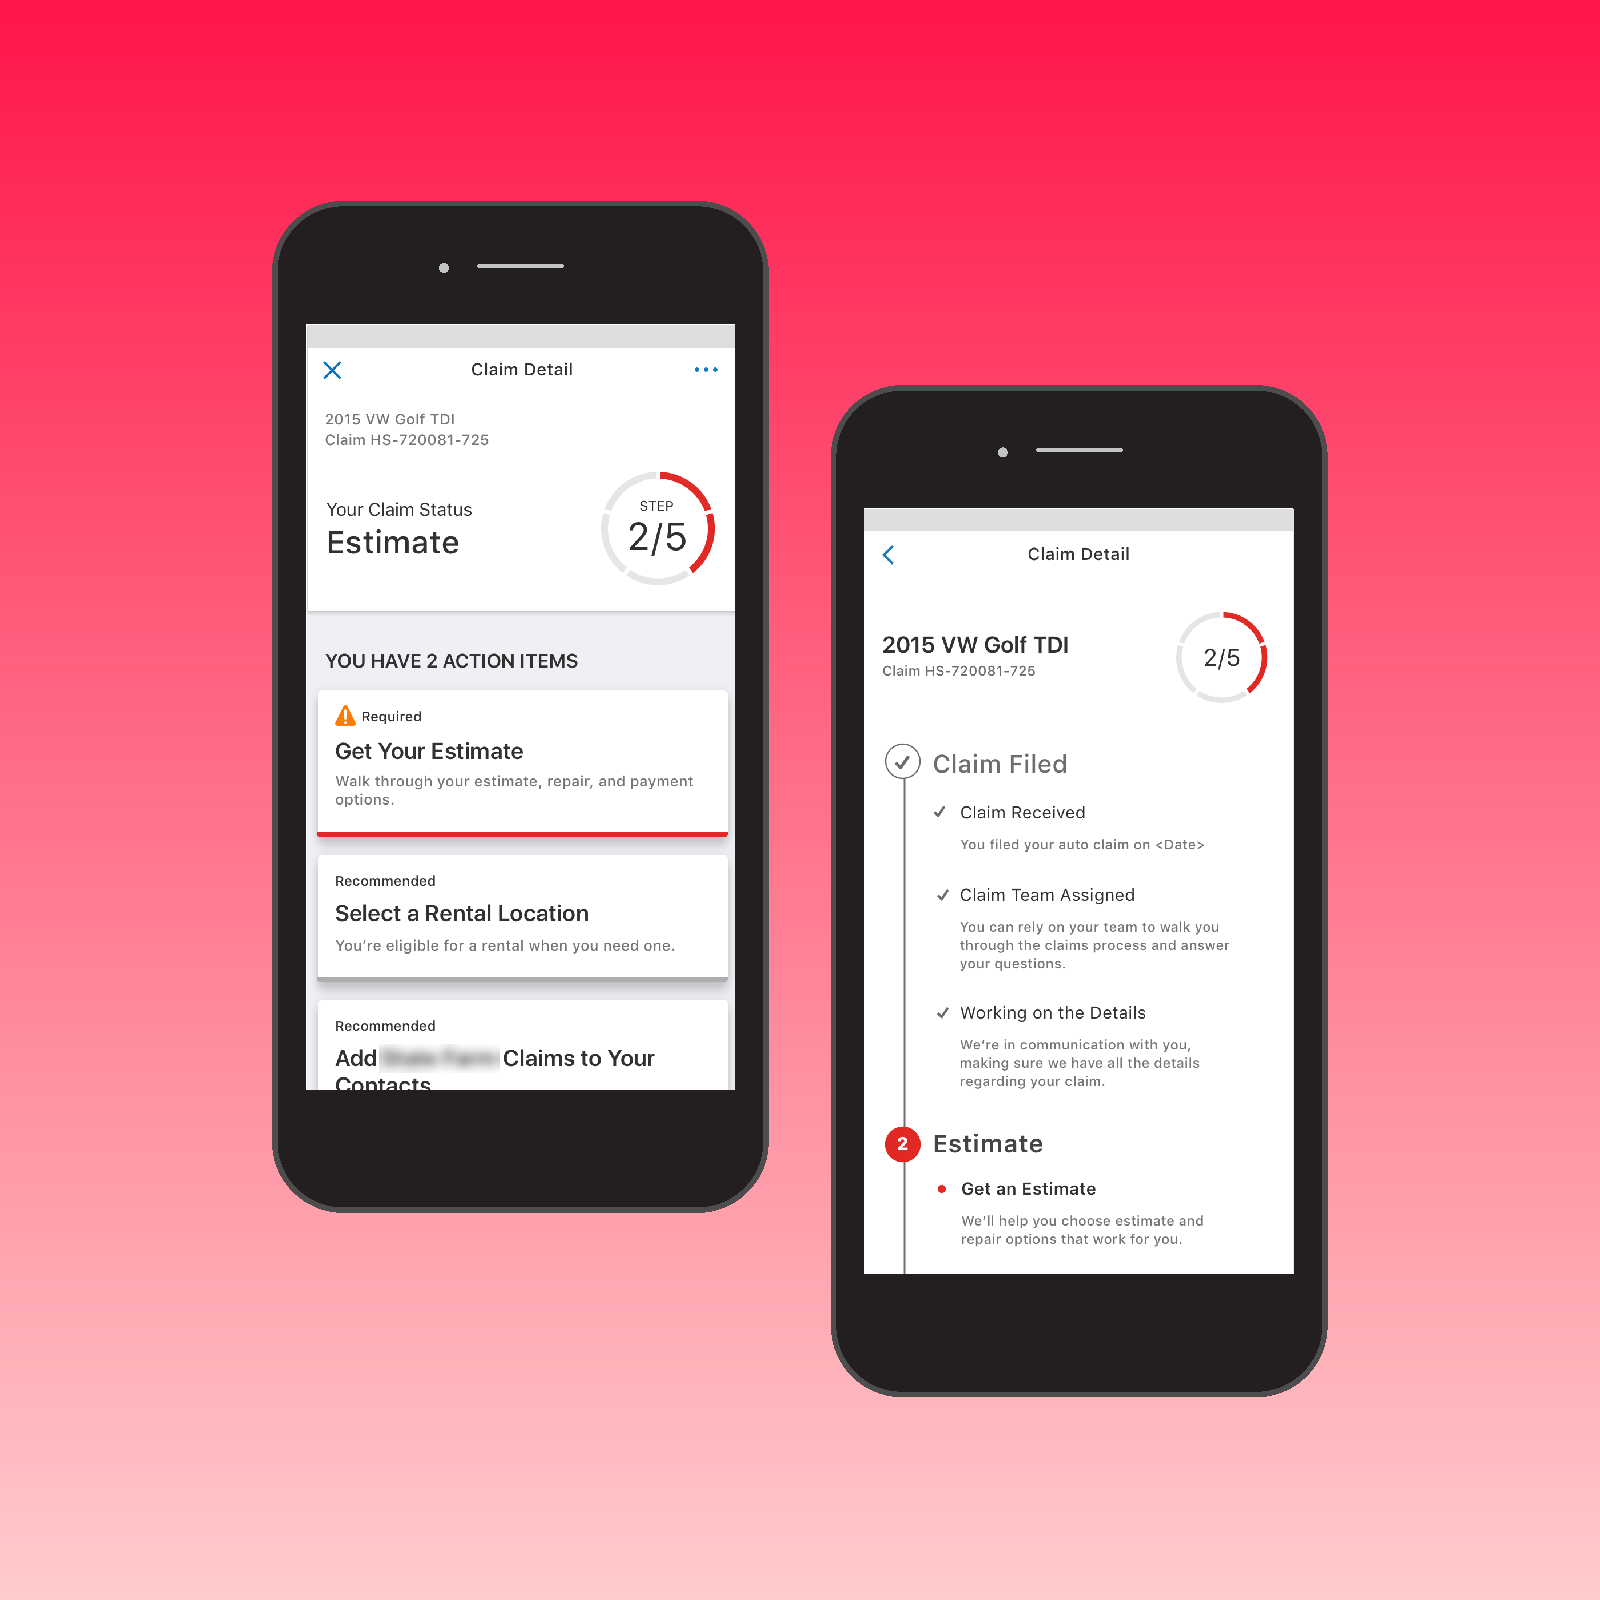 Claim Detail
2015 VW Golf TDI
Claim HS-720081-725
Your Claim Status
Estimate
STEP
2/5
YOU HAVE 2 ACTION ITEMS
Required
Get Your Estimate
Walk through your estimate, repair, and payment
options.
Recommended
Select a Rental Location
You're eligible for a rental when you need one.
Recommended
Add Claims to Your
Contacts
Claim Detail
2015 VW Golf TDI
Claim HS-720081-725
2/5
Claim Filed
Claim Received
You filed your auto claim on <Date>
Claim Team Assigned
You can rely on your team to walk you
through the claims process and answer
your questions.
Working on the Details
We're in communication with you,
making sure we have all the details
regarding your claim.
2 Estimate
Get an Estimate
We'll help you choose estimate and
repair options that work for you.